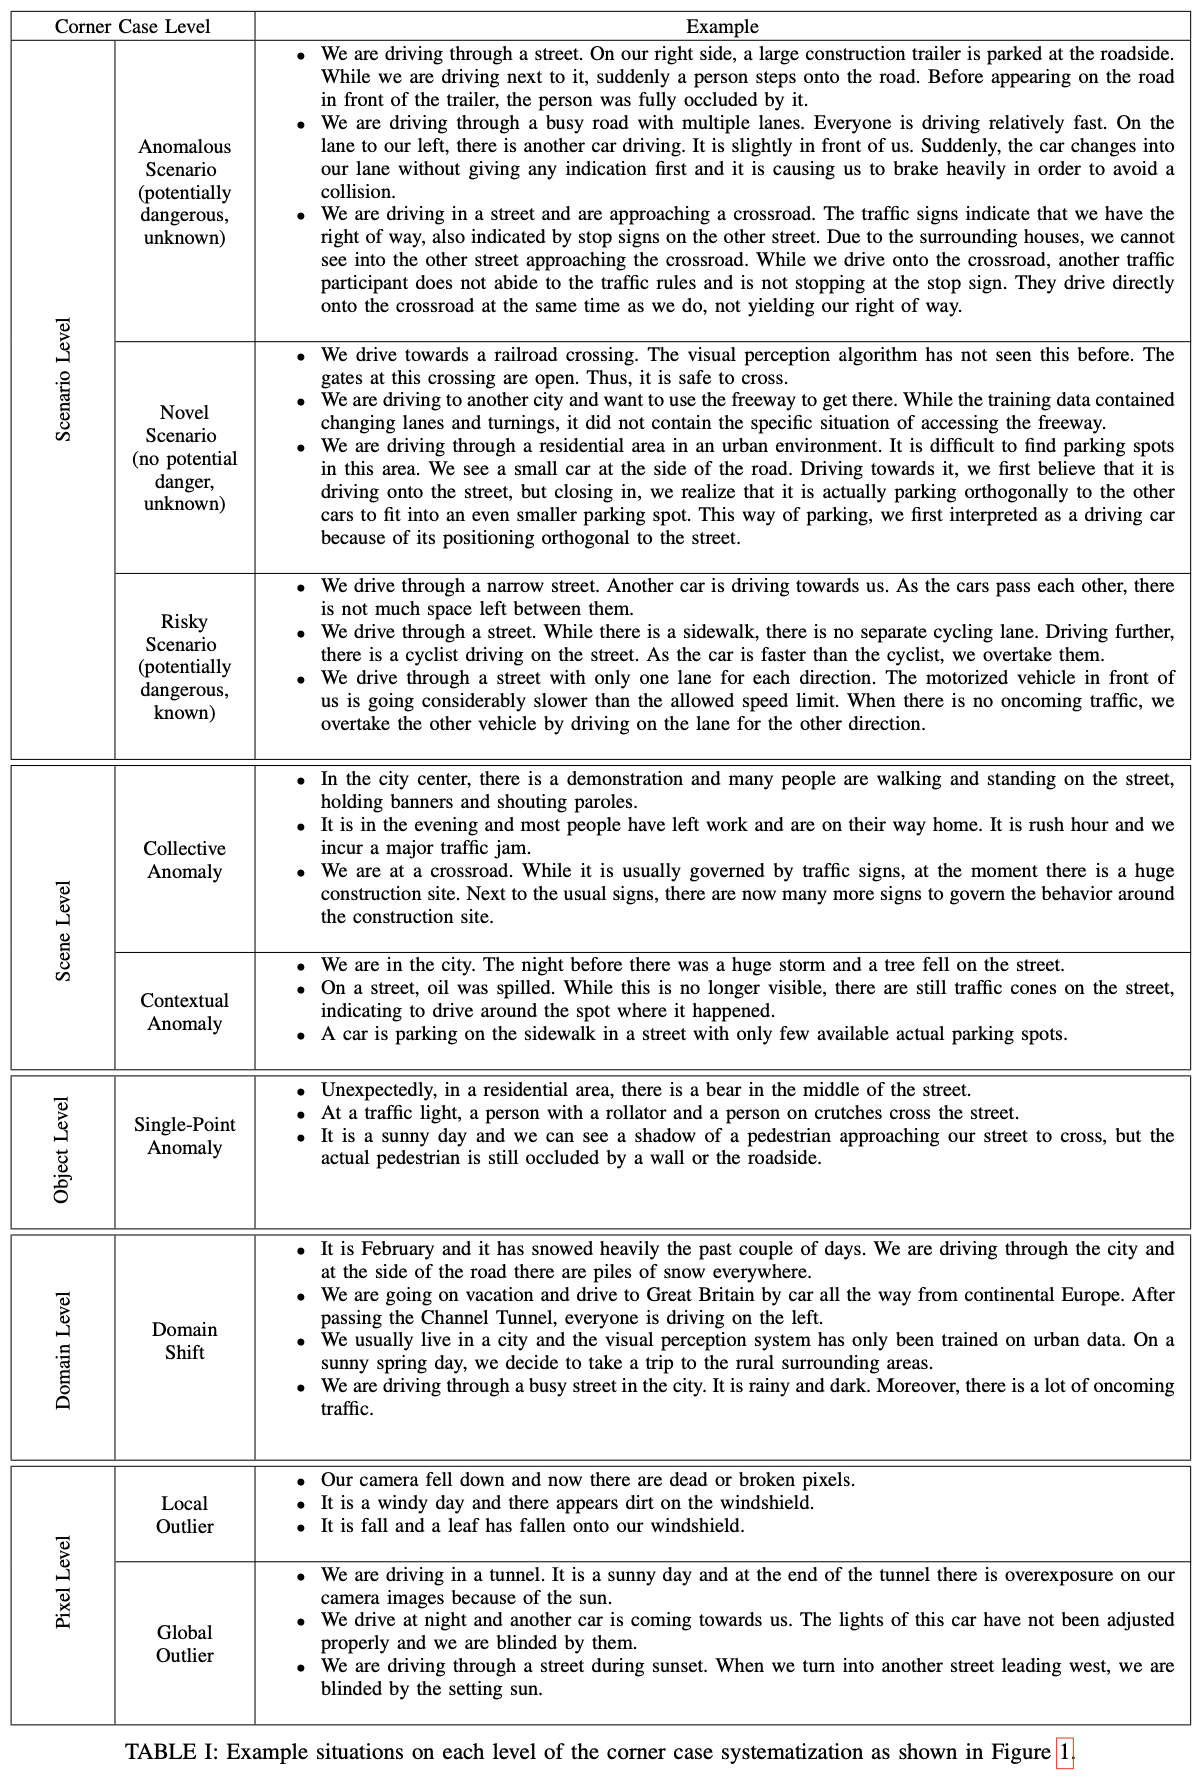 Corner Case Level
Example
Scenario Level
Anomalous
Scenario
(potentially
dangerous,
unknown)
• We are driving through a street. On our right side, a large construction trailer is parked at the roadside.
While we are driving next to it, suddenly a person steps onto the road. Before appearing on the road
in front of the trailer, the person was fully occluded by it.
• We are driving through a busy road with multiple lanes. Everyone is driving relatively fast. On the
lane to our left, there is another car driving. It is slightly in front of us. Suddenly, the car changes into
our lane without giving any indication first and it is causing us to brake heavily in order to avoid a
collision.
• We are driving in a street and are approaching a crossroad. The traffic signs indicate that we have the
right of way, also indicated by stop signs on the other street. Due to the surrounding houses, we cannot
see into the other street approaching the crossroad. While we drive onto the crossroad, another traffic
participant does not abide to the traffic rules and is not stopping at the stop sign. They drive directly
onto the crossroad at the same time as we do, not yielding our right of way.
Novel
Scenario
(no potential
danger,
unknown)
• We drive towards a railroad crossing. The visual perception algorithm has not seen this before. The
gates at this crossing are open. Thus, it is safe to cross.
• We are driving to another city and want to use the freeway to get there. While the training data contained
changing lanes and turnings, it did not contain the specific situation of accessing the freeway.
• We are driving through a residential area in an urban environment. It is difficult to find parking spots
in this area. We see a small car at the side of the road. Driving towards it, we first believe that it is
driving onto the street, but closing in, we realize that it is actually parking orthogonally to the other
cars to fit into an even smaller parking spot. This way of parking, we first interpreted as a driving car
because of its positioning orthogonal to the street.
Risky
Scenario
(potentially
dangerous,
known)
• We drive through a narrow street. Another car is driving towards us. As the cars pass each other, there
is not much space left between them.
• We drive through a street. While there is a sidewalk, there is no separate cycling lane. Driving further,
there is a cyclist driving on the street. As the car is faster than the cyclist, we overtake them.
• We drive through a street with only one lane for each direction. The motorized vehicle in front of
us is going considerably slower than the allowed speed limit. When there is no oncoming traffic, we
overtake the other vehicle by driving on the lane for the other direction.
Scene Level
Collective
Anomaly
• In the city center, there is a demonstration and many people are walking and standing on the street,
holding banners and shouting paroles.
• It is in the evening and most people have left work and are on their way home. It is rush hour and we
incur a major traffic jam.
• We are at a crossroad. While it is usually governed by traffic signs, at the moment there is a huge
construction site. Next to the usual signs, there are now many more signs to govern the behavior around
the construction site.
Contextual
Anomaly
• We are in the city. The night before there was a huge storm and a tree fell on the street.
• On a street, oil was spilled. While this is no longer visible, there are still traffic cones on the street,
indicating to drive around the spot where it happened.
• A car is parking on the sidewalk in a street with only few available actual parking spots.
Object Level
Single-Point
Anomaly
• Unexpectedly, in a residential area, there is a bear in the middle of the street.
• At a traffic light, a person with a rollator and a person on crutches cross the street.
• It is a sunny day and we can see a shadow of a pedestrian approaching our street to cross, but the
actual pedestrian is still occluded by a wall or the roadside.
Domain Level
Domain
Shift
• It is February and it has snowed heavily the past couple of days. We are driving through the city and
at the side of the road there are piles of snow everywhere.
• We are going on vacation and drive to Great Britain by car all the way from continental Europe. After
passing the Channel Tunnel, everyone is driving on the left.
• We usually live in a city and the visual perception system has only been trained on urban data. On a
sunny spring day, we decide to take a trip to the rural surrounding areas.
• We are driving through a busy street in the city. It is rainy and dark. Moreover, there is a lot of oncoming
traffic.
Pixel Level
Local
Outlier
• Our camera fell down and now there are dead or broken pixels.
• It is a windy day and there appears dirt on the windshield.
• It is fall and a leaf has fallen onto our windshield.
Global
Outlier
• We are driving in a tunnel. It is a sunny day and at the end of the tunnel there is overexposure on our
camera images because of the sun.
• We drive at night and another car is coming towards us. The lights of this car have not been adjusted
properly and we are blinded by them.
• We are driving through a street during sunset. When we turn into another street leading west, we are
blinded by the setting sun.
TABLE I: Example situations on each level of the corner case systematization as shown in Figure 1.